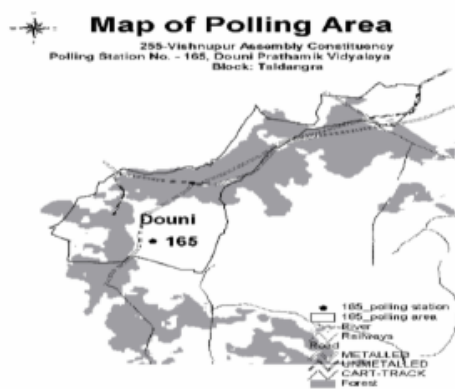 Map of Polling Area
255-Vishnupur Assembly Constituency
Polling Station No. - 165, Douni Prathamik Vidyalaya
Block: Taldangra
Douni
165
165_polling station
165_polling area
River
Railways
Road
METALLED
UNMETALLED
CART-TRACK
Forest